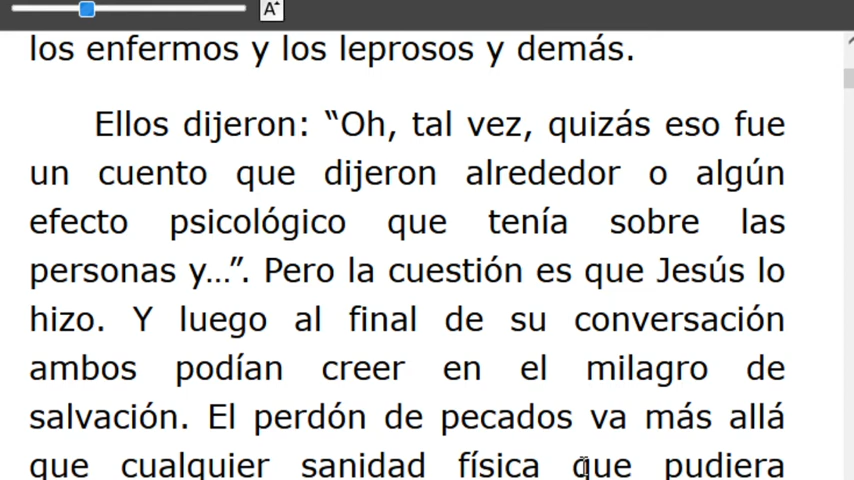 A
los enfermos y los leprosos y demás.
Ellos dijeron: “Oh, tal vez, quizás eso fue
un cuento que dijeron alrededor o algún
efecto psicológico que tenía sobre las
personas y...”. Pero la cuestión es que Jesús lo
hizo. Y luego al final de su conversación
ambos podían creer en el milagro de
salvación. El perdón de pecados va más allá
que cualquier sanidad física que pudiera